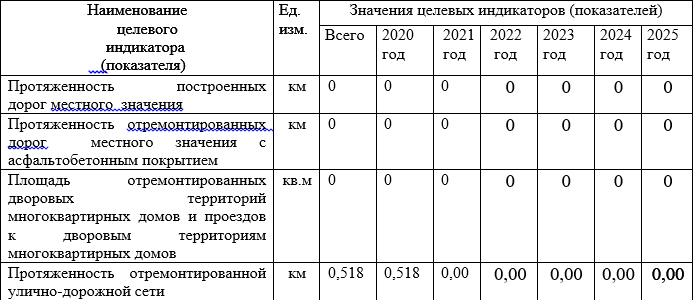 Наименование Ед. Значения целевых индикаторов (показателей)
целевого изм. Всего 2020 2021 2022 2023 2024 2025
индикатора год год год год год год
(показателя)
Протяженность построенных км 0 0 0 0 0 0 0
дорог местного значения
Протяженность отремонтированных км 0 0 0 0 0 0 0
дорог местного значения с
асфальтобетонным покрытием
Площадь отремонтированных кв.м 0 0 0 0 0 0 0
дворовых территорий
многоквартирных домов и проездов
к дворовым территориям
многоквартирных домов
Протяженность отремонтированной км 0,518 0,518 0,00 0,00 0,00 0,00 0,00
улично-дорожной сети